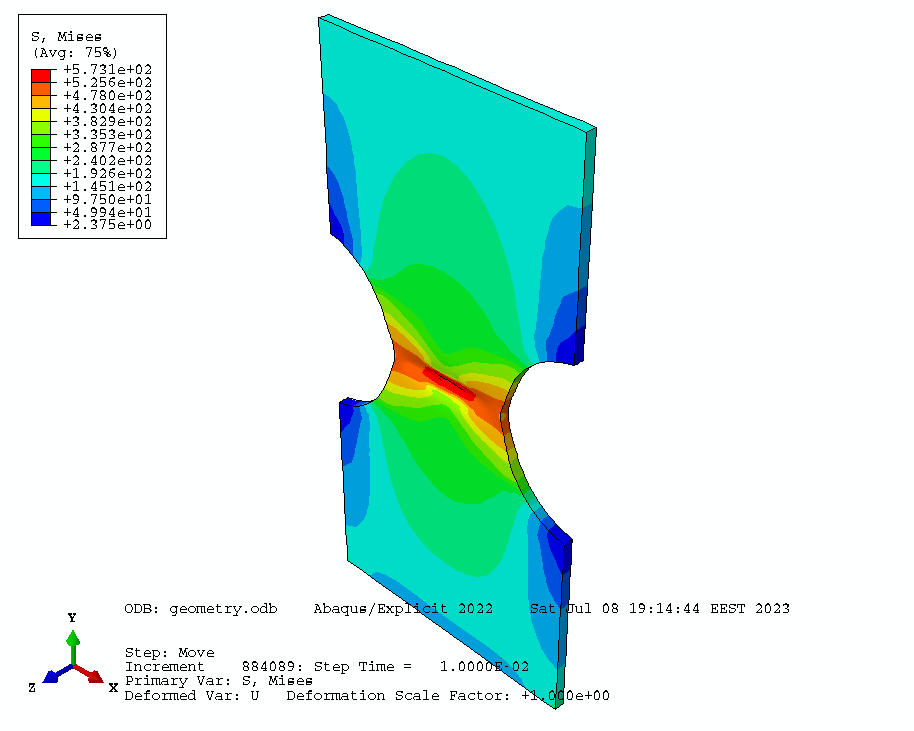 S, Mises
(Avg: 75%)
+5.731e+02
+5.256e+02
+4.780e+02
+4.304e+02
+3.829e+02
+3.353e+02
+2.877e+02
+2.402e+02
+1.926e+02
+1.451e+02
+9.750e+01
+4.994e+01
+2.375e+00
ODB: geometry.odb    Abaqus/Explicit 2022    Sat Jul 08 19:14:44 EEST 2023
Y
Z
X
Step: Move
Increment    884089: Step Time =    1.0000E-02
Primary Var: S, Mises
Deformed Var: U   Deformation Scale Factor: +1.000e+00